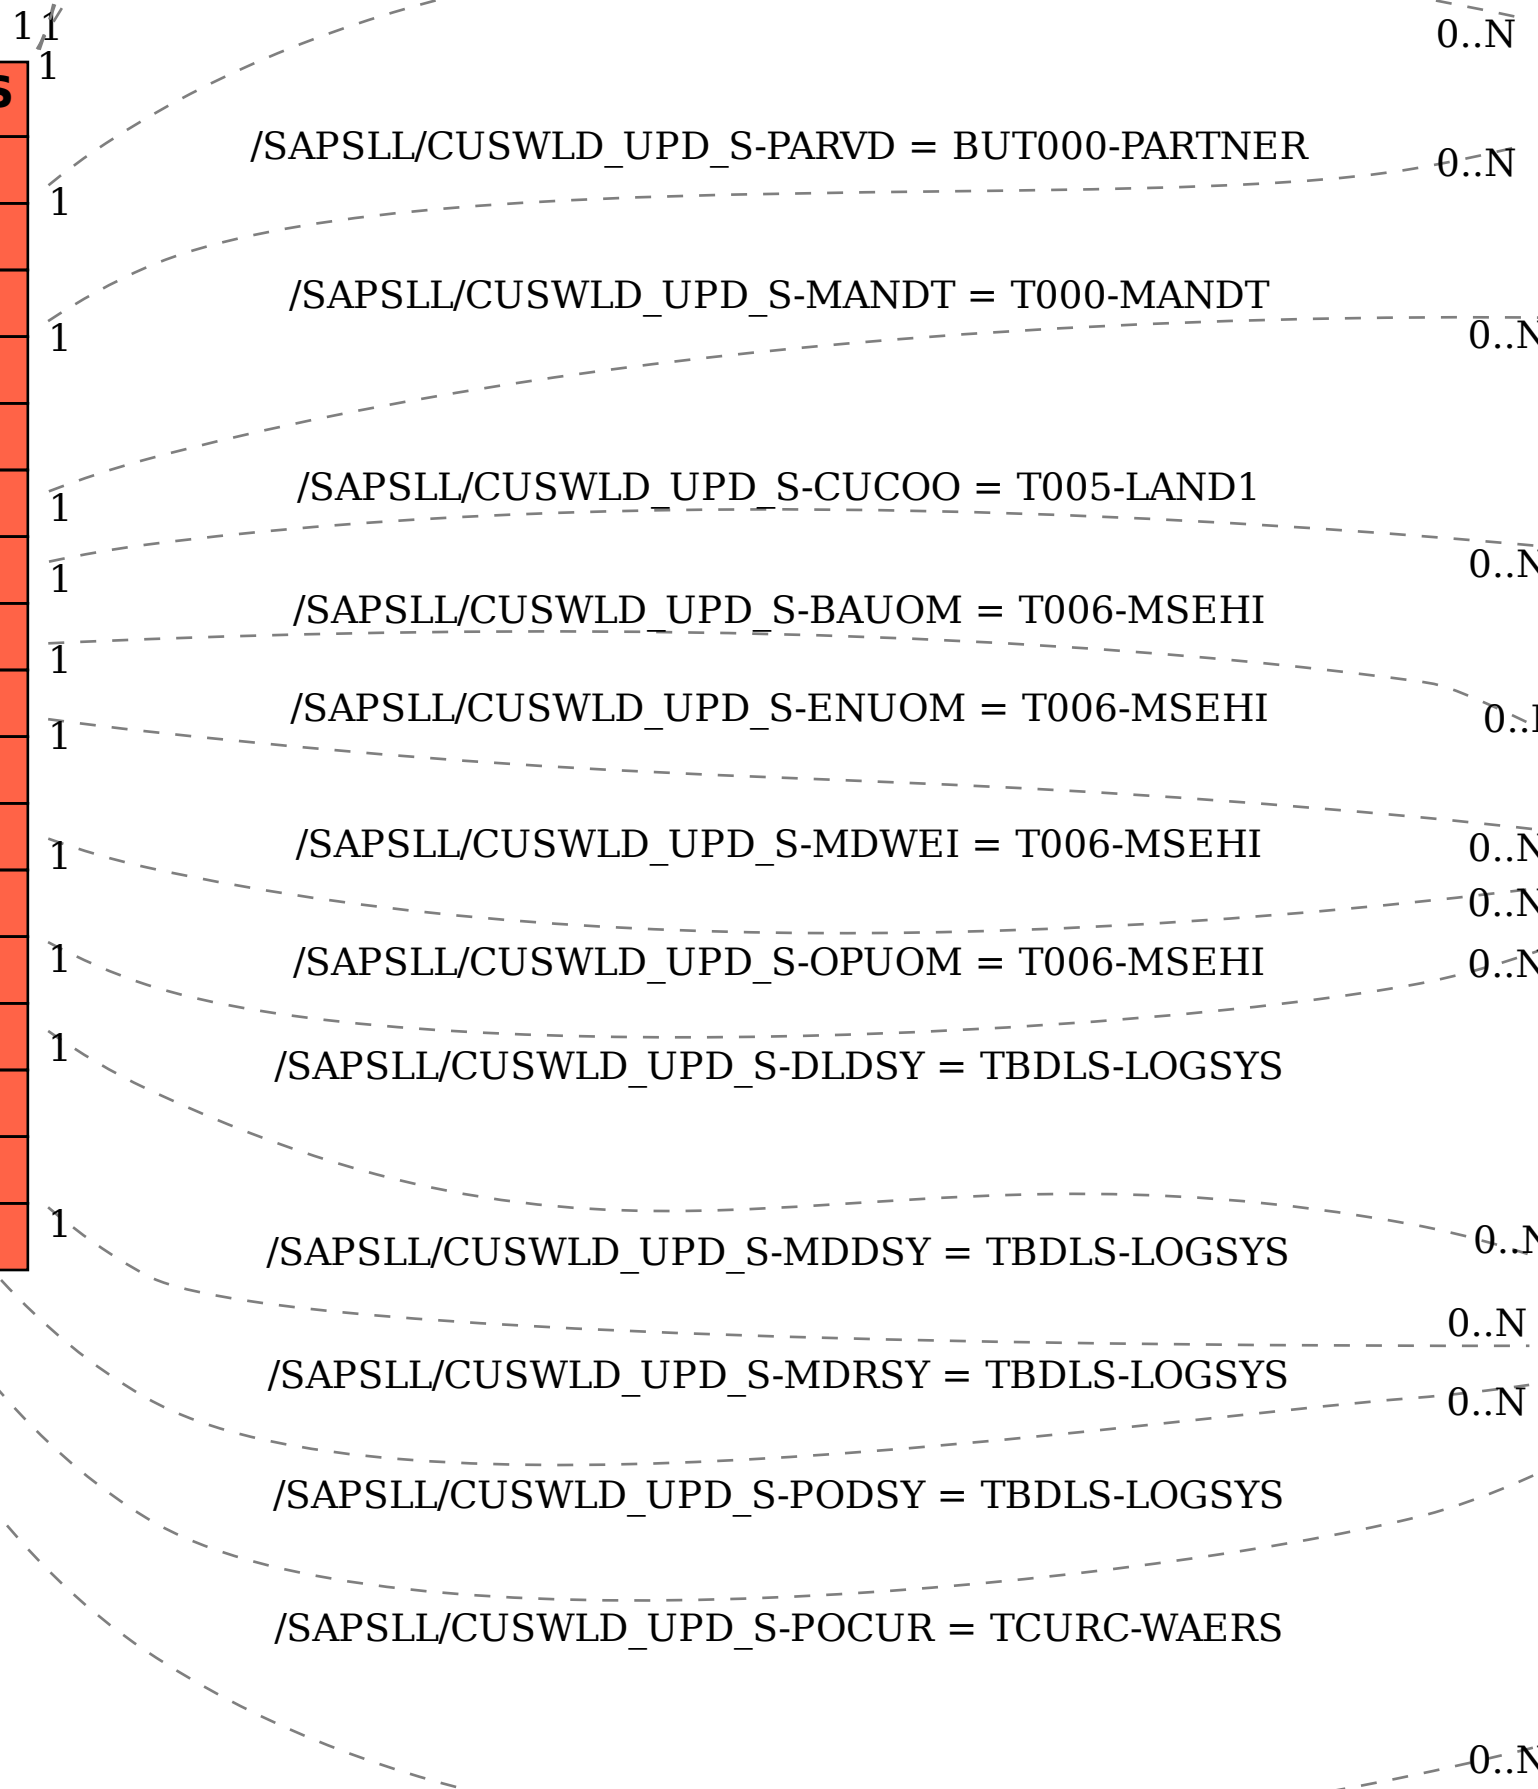 1 1
0..N
1
S
/SAPSLL/CUSWLD_UPD_S-PARVD = BUT000-PARTNER
0..N
1
/SAPSLL/CUSWLD_UPD_S-MANDT = T000-MANDT
0..N
1
/SAPSLL/CUSWLD_UPD_S-CUCOO = T005-LAND1
1
0..N
1
/SAPSLL/CUSWLD_UPD_S-BAUOM = T006-MSEHI
1
/SAPSLL/CUSWLD_UPD_S-ENUOM = T006-MSEHI
0..N
1
/SAPSLL/CUSWLD_UPD_S-MDWEI = T006-MSEHI
0..N
1
0..N
/SAPSLL/CUSWLD_UPD_S-OPUOM = T006-MSEHI
0..N
1
1
/SAPSLL/CUSWLD_UPD_S-DLDSY = TBDLS-LOGSYS
1
0..N
/SAPSLL/CUSWLD_UPD_S-MDDSY = TBDLS-LOGSYS
0..N
/SAPSLL/CUSWLD_UPD_S-MDRSY = TBDLS-LOGSYS
0..N
/SAPSLL/CUSWLD_UPD_S-PODSY = TBDLS-LOGSYS
/SAPSLL/CUSWLD_UPD_S-POCUR = TCURC-WAERS
0..N